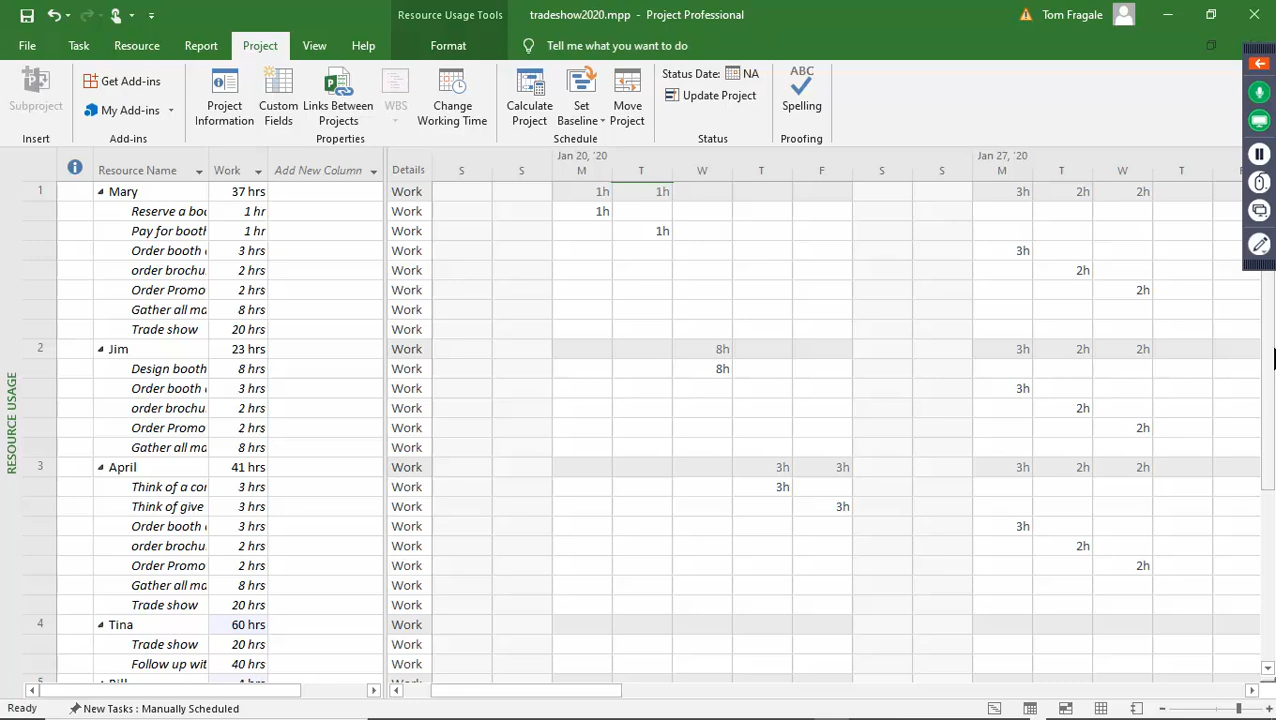 Resource Usage Tools
tradeshow2020.mpp - Project Professional
Tom Fragale
File Task Resource Report Project View Help Format Tell me what you want to do
Subproject
Get Add-ins
My Add-ins
Project Information
Custom Fields
Links Between Projects
WBS
Change Working Time
Calculate Project
Set Baseline
Move Project
Status Date: NA
Update Project
ABC
Spelling
Insert Add-ins Properties Schedule Status Proofing
Jan 20, '20 Jan 27, '20
Resource Name Work Add New Column Details S S M T W T F S S M T W T
1 Mary 37 hrs Work 1h 1h 3h 2h 2h
Reserve a boo 1 hr Work 1h
Pay for booth 1 hr Work 1h
Order booth 3 hrs Work 3h
order brochu 2 hrs Work 2h
Order Promo 2 hrs Work 2h
Gather all ma 8 hrs Work
Trade show 20 hrs Work
2 Jim 23 hrs Work 8h 3h 2h 2h
Design booth 8 hrs Work 8h
Order booth 3 hrs Work 3h
order brochu 2 hrs Work 2h
Order Promo 2 hrs Work 2h
Gather all ma 8 hrs Work
3 April 41 hrs Work 3h 3h 3h 2h 2h
Think of a cor 3 hrs Work 3h
Think of give 3 hrs Work 3h
Order booth 3 hrs Work 3h
order brochu 2 hrs Work 2h
Order Promo 2 hrs Work 2h
Gather all ma 8 hrs Work
Trade show 20 hrs Work
4 Tina 60 hrs Work
Trade show 20 hrs Work
Follow up wit 40 hrs Work
RESOURCE USAGE
Ready New Tasks : Manually Scheduled